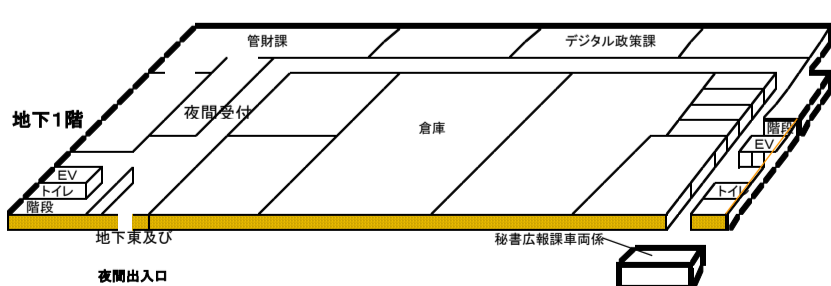 管財課
デジタル政策課
地下1階
夜間受付
倉庫
階段
EV
EV
トイレ
トイレ
階段
地下東及び
秘書広報課車両係
夜間出入口